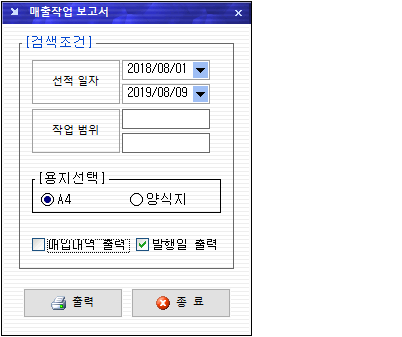 매출작업 보고서
[검색조건]
선적 일자
2018/08/01
2019/08/09
작업 범위
[용지선택]
A4
양식지
매입내역 출력
발행일 출력
출력
종 료